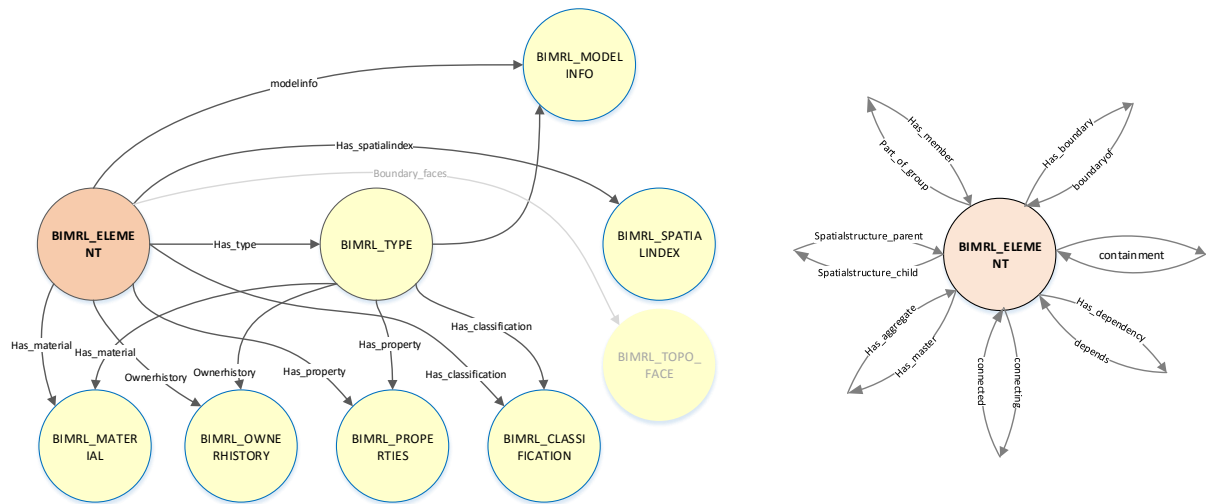 BIMRL_MODEL
INFO
modelinfo
Has_spatialindex
Boundary_faces
BIMRL_ELEME
NT
Has_type
BIMRL_TYPE
BIMRL_SPATIA
LINDEX
Has_material
Has_material
Ownerhistory
Ownerhistory
Has_property
Has_property
Has_classification
Has_classification
BIMRL_TOPO_
FACE
BIMRL_MATER
IAL
BIMRL_OWNE
RHISTORY
BIMRL_PROPE
RTIES
BIMRL_CLASSI
FICATION
Has_member
Part_of_group
Has_boundary
boundaryof
Spatialstructure_parent
Spatialstructure_child
BIMRL_ELEME
NT
containment
Has_aggregate
Has_master
connected
connecting
Has_dependency
depends